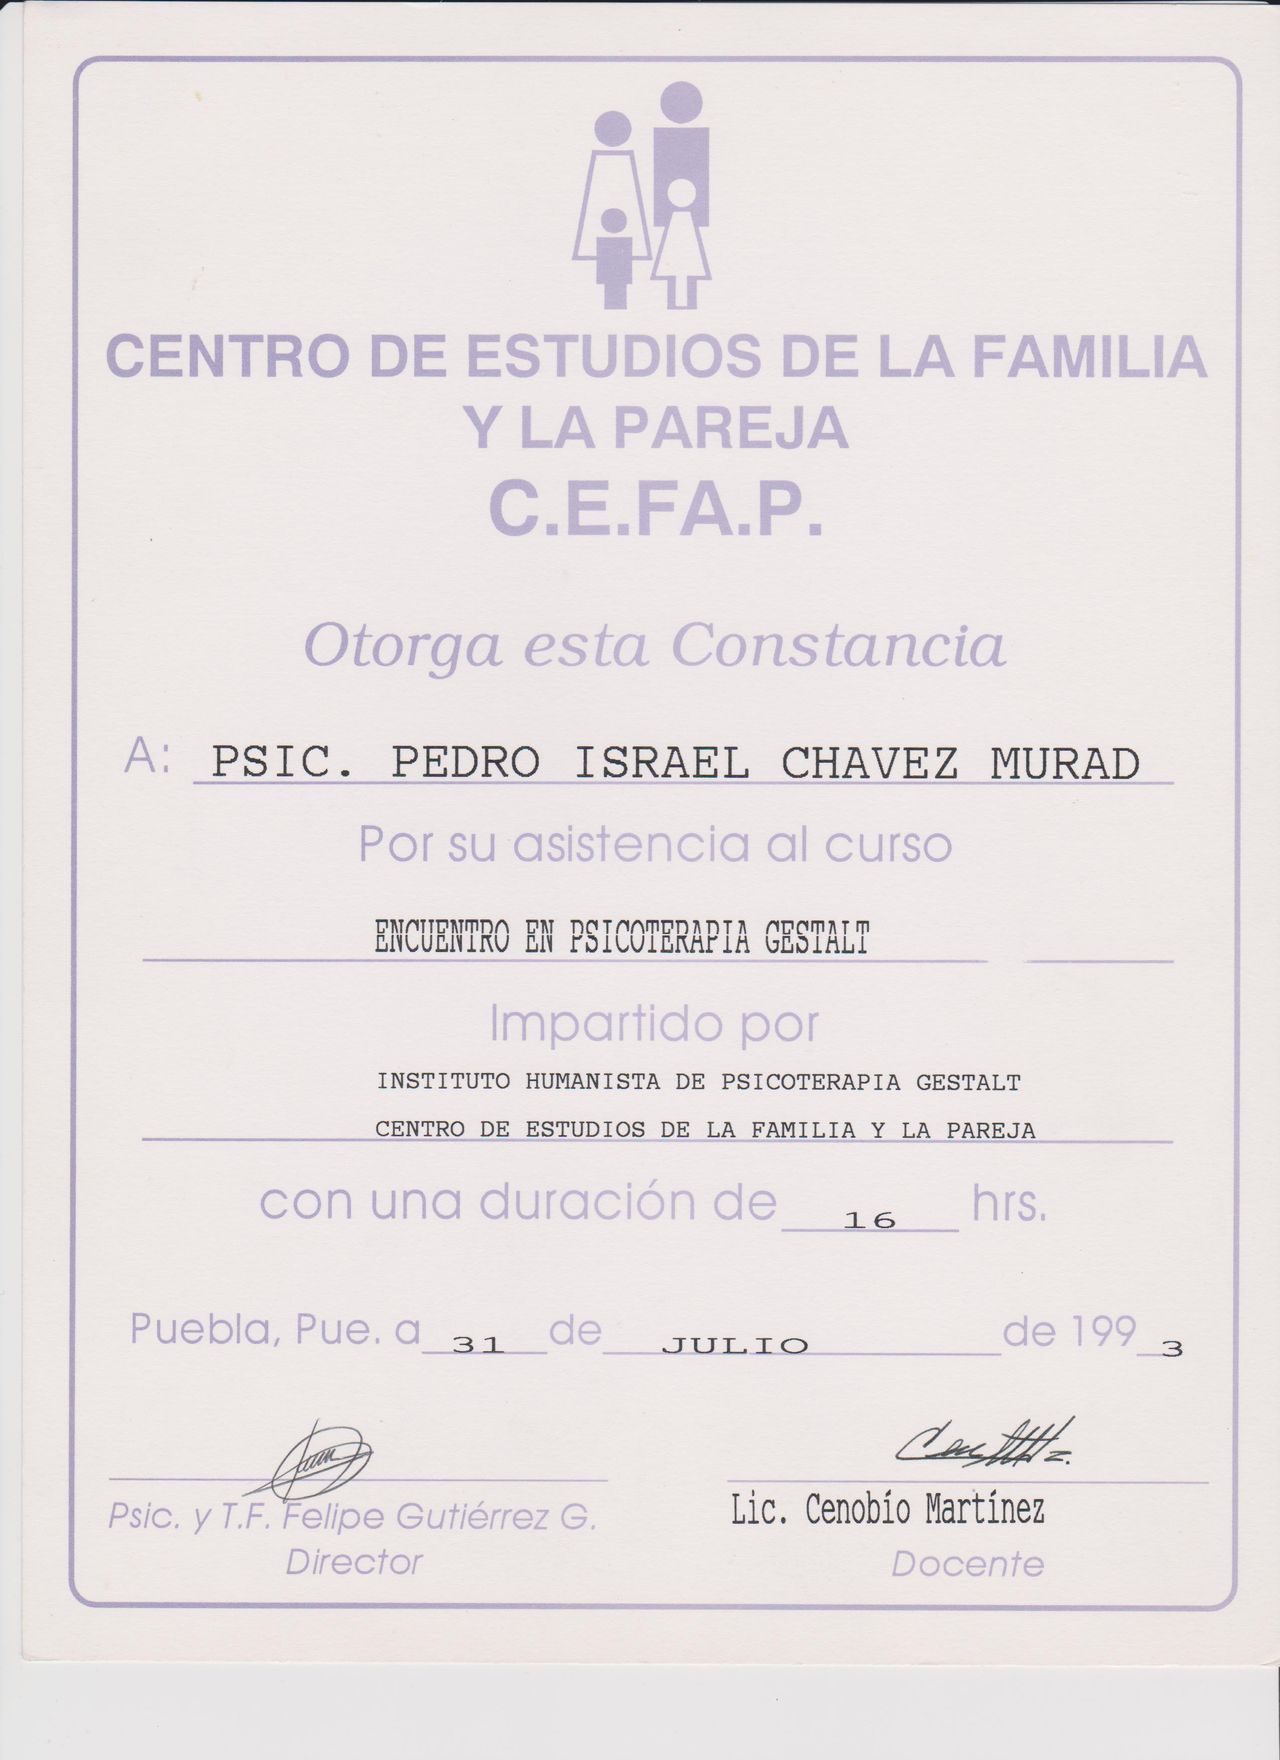 CENTRO DE ESTUDIOS DE LA FAMILIA
Y LA PAREJA
C.E.FA.P.
Otorga esta Constancia
A: PSIC. PEDRO ISRAEL CHAVEZ MURAD
Por su asistencia al curso
ENCUENTRO EN PSICOTERAPIA GESTALT
Impartido por
INSTITUTO HUMANISTA DE PSICOTERAPIA GESTALT
CENTRO DE ESTUDIOS DE LA FAMILIA Y LA PAREJA
con una duración de 16 hrs.
Puebla, Pue. a 31 de JULIO de 199 3
Psic. y T.F. Felipe Gutiérrez G.
Director
Lic. Cenobío Martínez
Docente